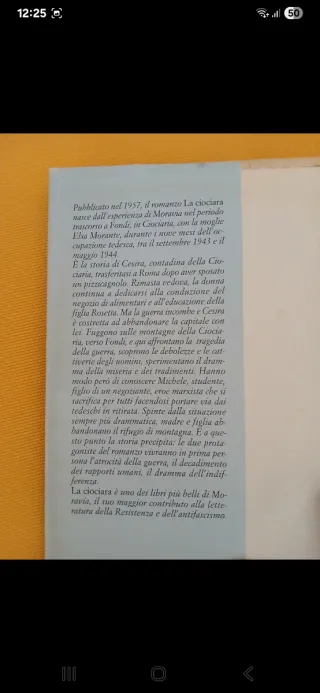 12:25
50
Pubblicato nel 1957, il romanzo La ciociara
nasce dall'esperienza di Moravia nel periodo
trascorso a Fondi, in Ciociaria, con la moglie
Elsa Morante, durante i nove mesi dell'oc-
cupazione tedesca, tra il settembre 1943 e il
maggio 1944.
È la storia di Cesira, contadina della Cio-
ciaria, trasferitasi a Roma dopo aver sposato
un pizzicagnolo. Rimasta vedova, la donna
continua a dedicarsi alla conduzione del
negozio di alimentari e all'educazione della
figlia Rosetta. Ma la guerra incombe e Cesira
è costretta ad abbandonare la capitale con
lei. Fuggono sulle montagne della Ciocia-
ria, verso Fondi, e qui affrontano la tragedia
della guerra, scoprono le debolezze e le cat-
tiverie degli uomini, sperimentano il dram-
ma della miseria e dei tradimenti. Hanno
modo però di conoscere Michele, studente,
figlio di un negoziante, eroe marxista che si
sacrifica per tutti facendosi portare via dai
tedeschi in ritirata. Spinte dalla situazione
sempre più drammatica, madre e figlia ab-
bandonano il rifugio di montagna. È a que-
sto punto la storia precipita: le due prota-
goniste del romanzo vivranno in prima per-
sona l'atrocità della guerra, il decadimento
dei rapporti umani, il dramma dell'indif-
ferenza.
La ciociara è uno dei libri più belli di Mo-
ravia, il suo maggior contributo alla lette-
ratura della Resistenza e dell'antifascismo.